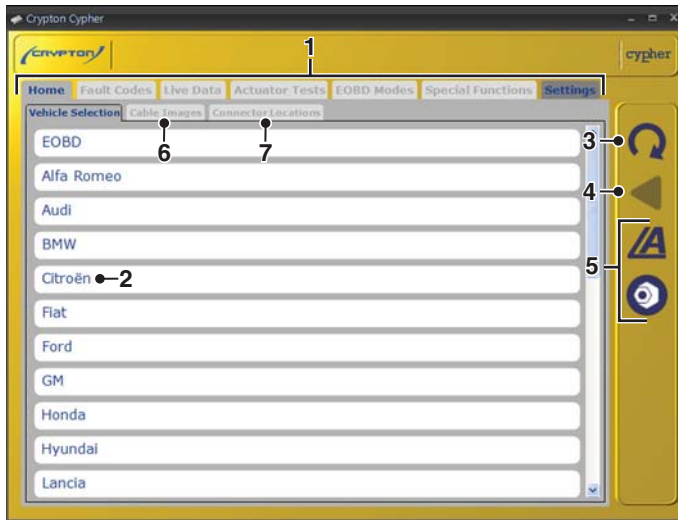 Crypton Cypher
CRYPTON
cypher
1
Home Fault Codes Live Data Actuator Tests EOBD Modes Special Functions Settings
Vehicle Selection Cable Images Connector Locations
6 7
EOBD
3
Alfa Romeo
4
Audi
BMW
Citroën 2
5
Fiat
Ford
GM
Honda
Hyundai
Lancia